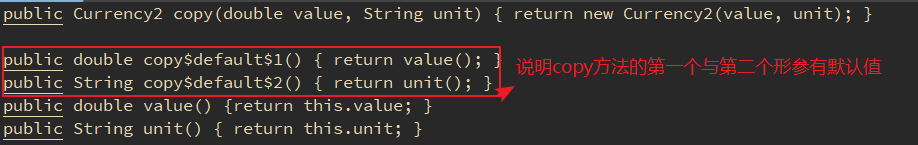 public Currency2 copy(double value, String unit) { return new Currency2(value, unit); }
public double copy$default$1() { return value(); }
public String copy$default$2() { return unit(); }
说明copy方法的第一个与第二个形参有默认值
public double value() {return this.value; }
public String unit() { return this.unit; }